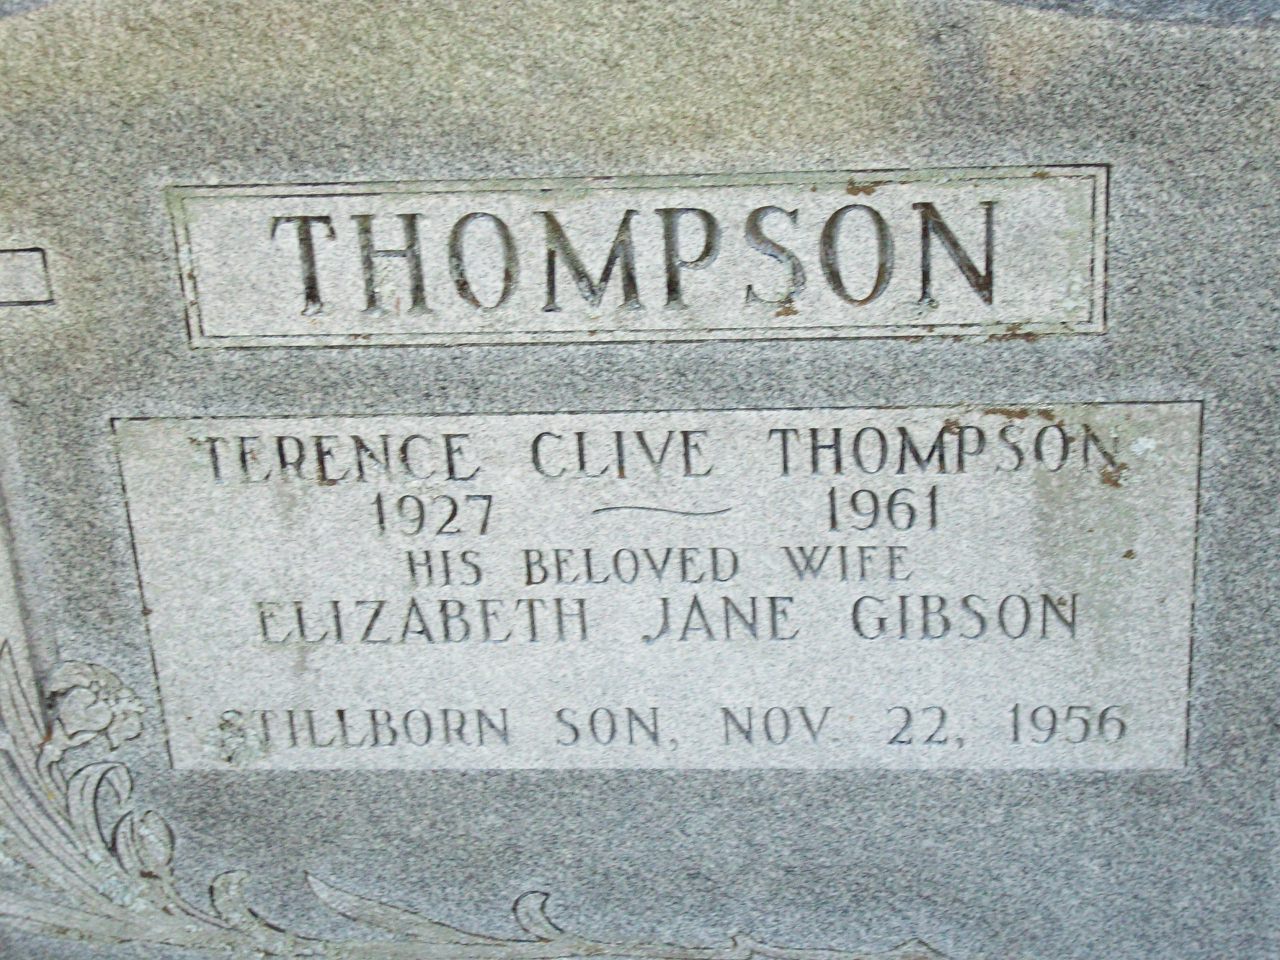 THOMPSON
TERENCE CLIVE THOMPSON
1927 ~ 1961
HIS BELOVED WIFE
ELIZABETH JANE GIBSON
STILLBORN SON, NOV. 22, 1956